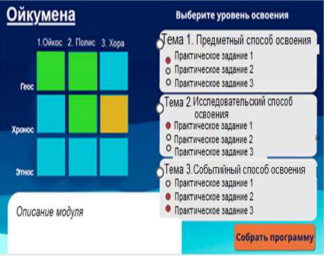 Ойкумена
Выберите уровень освоения
1.Ойкос 2. Полис 3. Хора
Геос
Хронос
Этнос
Тема 1. Предметный способ освоения
Практическое задание 1
Практическое задание 2
Практическое задание 3
Тема 2.Исследовательский способ
освоения
Практическое задание 1
Практическое задание 2
Практическое задание 3
Тема 3.Событийный способ освоения
Практическое задание 1
Практическое задание 2
Практическое задание 3
Описание модуля
Собрать программу